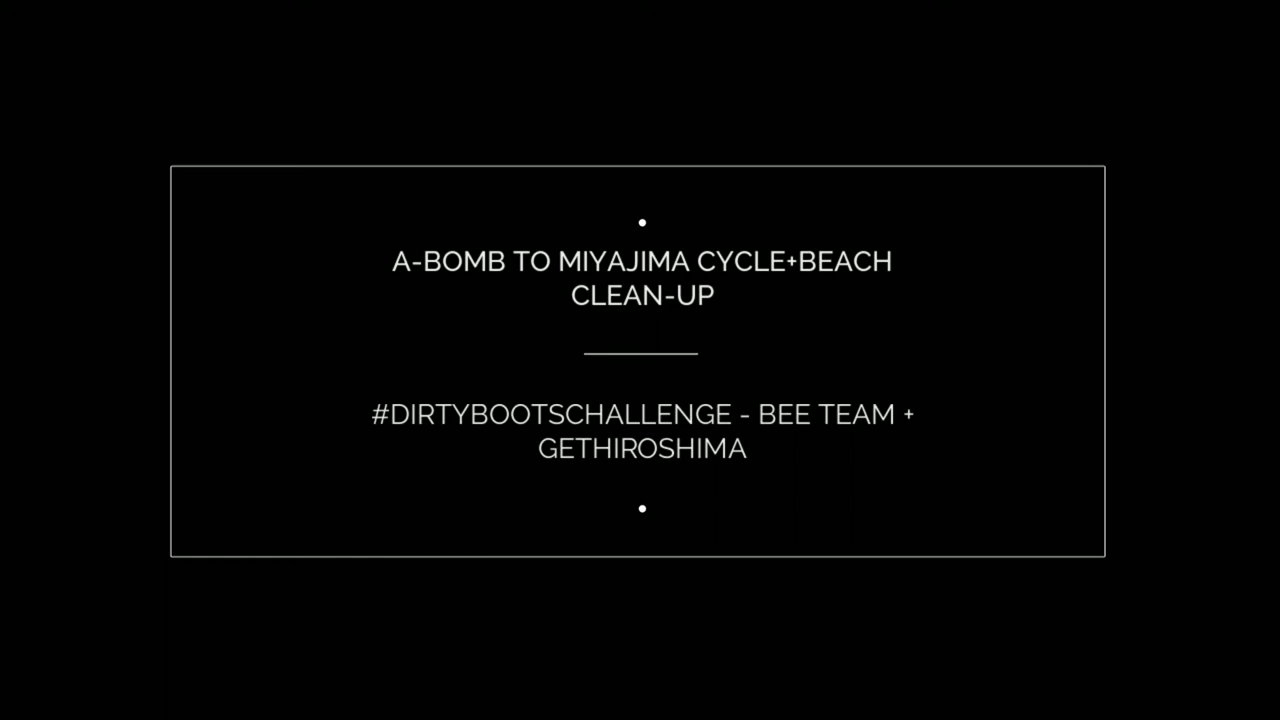 A-BOMB TO MIYAJIMA CYCLE+BEACH
CLEAN-UP
#DIRTYBOOTSCHALLENGE - BEE TEAM +
GETHIROSHIMA